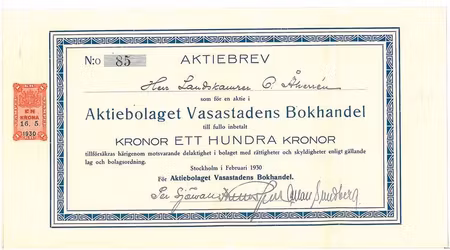 AKTIEBREV
N:o 85
Herr Landskamrer C. Åkerrén
som för en aktie i
Aktiebolaget Vasastadens Bokhandel
till fullo inbetalt
KRONOR ETT HUNDRA KRONOR
tillförsäkras härigenom motsvarande delaktighet i bolaget med rättigheter och skyldigheter enligt gällande
lag och bolagsordning.
Stockholm i Februari 1930
För Aktiebolaget Vasastadens Bokhandel.
Sundberg
EN
KRONA
16. 5
1930